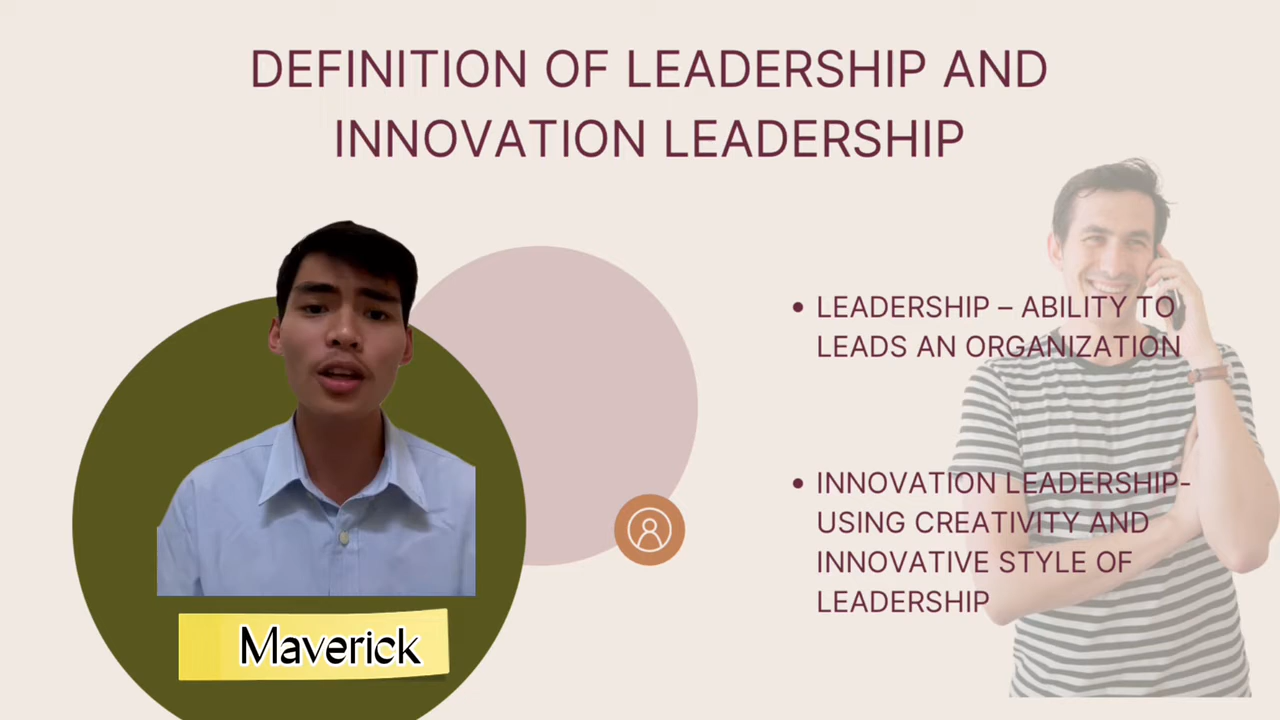 DEFINITION OF LEADERSHIP AND
INNOVATION LEADERSHIP
• LEADERSHIP – ABILITY TO
LEADS AN ORGANIZATION
• INNOVATION LEADERSHIP-
USING CREATIVITY AND
INNOVATIVE STYLE OF
LEADERSHIP
Maverick